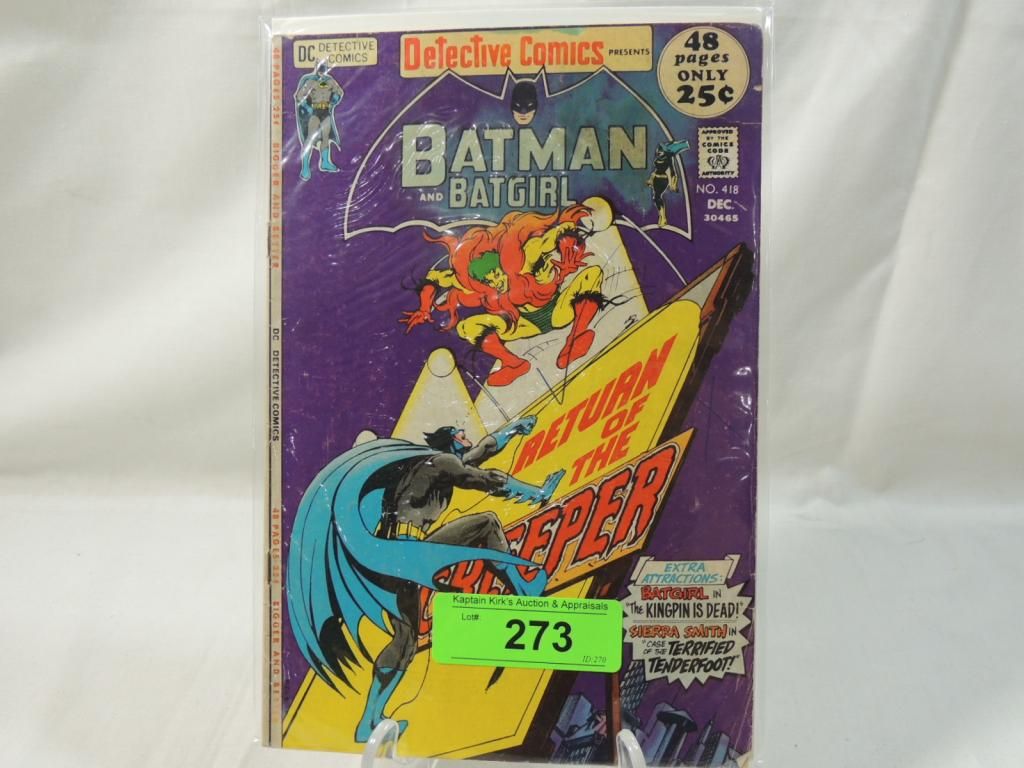 DC DETECTIVE COMICS
Detective Comics PRESENTS
48 pages ONLY 25¢
BATMAN
AND BATGIRL
APPROVED BY THE COMICS CODE AUTHORITY
NO. 418
DEC.
30465
RETURN
OF
THE
EEPER
EXTRA
ATTRACTIONS:
BATGIRL IN
"THE KINGPIN IS DEAD!"
SIERRA SMITH IN
"CASE OF THE TERRIFIED
TENDERFOOT!"
Kaptain Kirk's Auction & Appraisals
Lot#:
273
ID:270
48 PAGES 25¢ BIGGER AND BETTER
DC DETECTIVE COMICS
48 PAGES 25¢ BIGGER AND